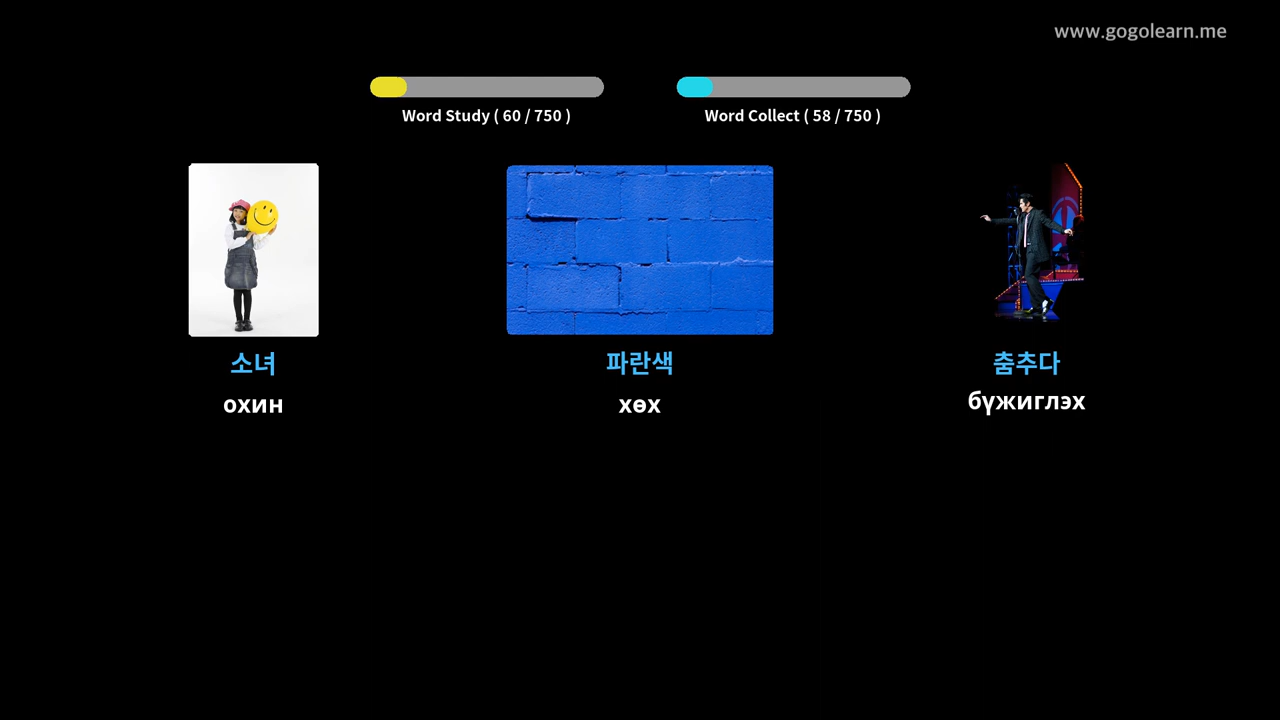 www.gogolearn.me
Word Study ( 60 / 750 )
Word Collect ( 58 / 750 )
소녀
파란색
춤추다
охин
хөх
бүжиглэх